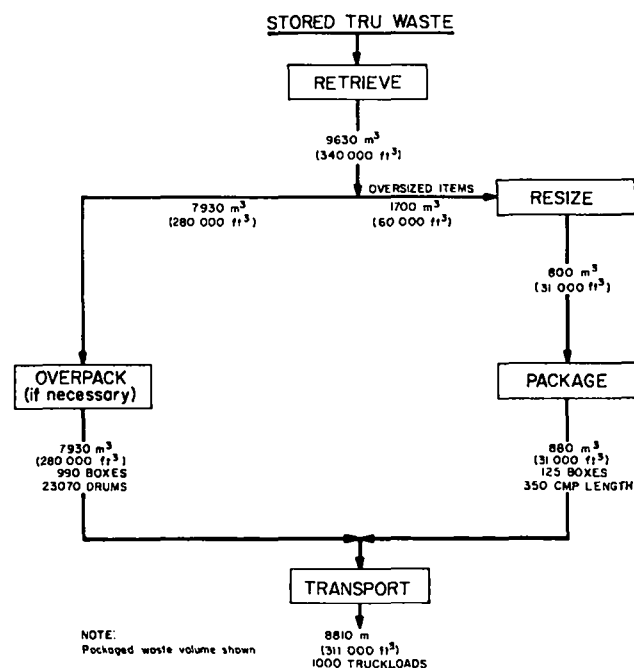 STORED TRU WASTE
RETRIEVE
9630 m³
(340 000 ft³)
OVERSIZED ITEMS
7930 m³
(280 000 ft³)
1700 m³
(60 000 ft³)
RESIZE
800 m³
(31 000 ft³)
OVERPACK
(if necessary)
PACKAGE
7930 m³
(280 000 ft³)
990 BOXES
23070 DRUMS
880 m³
(31 000 ft³)
125 BOXES
350 CMP LENGTH
TRANSPORT
NOTE:
Packaged waste volume shown
8810 m
(311 000 ft³)
1000 TRUCKLOADS